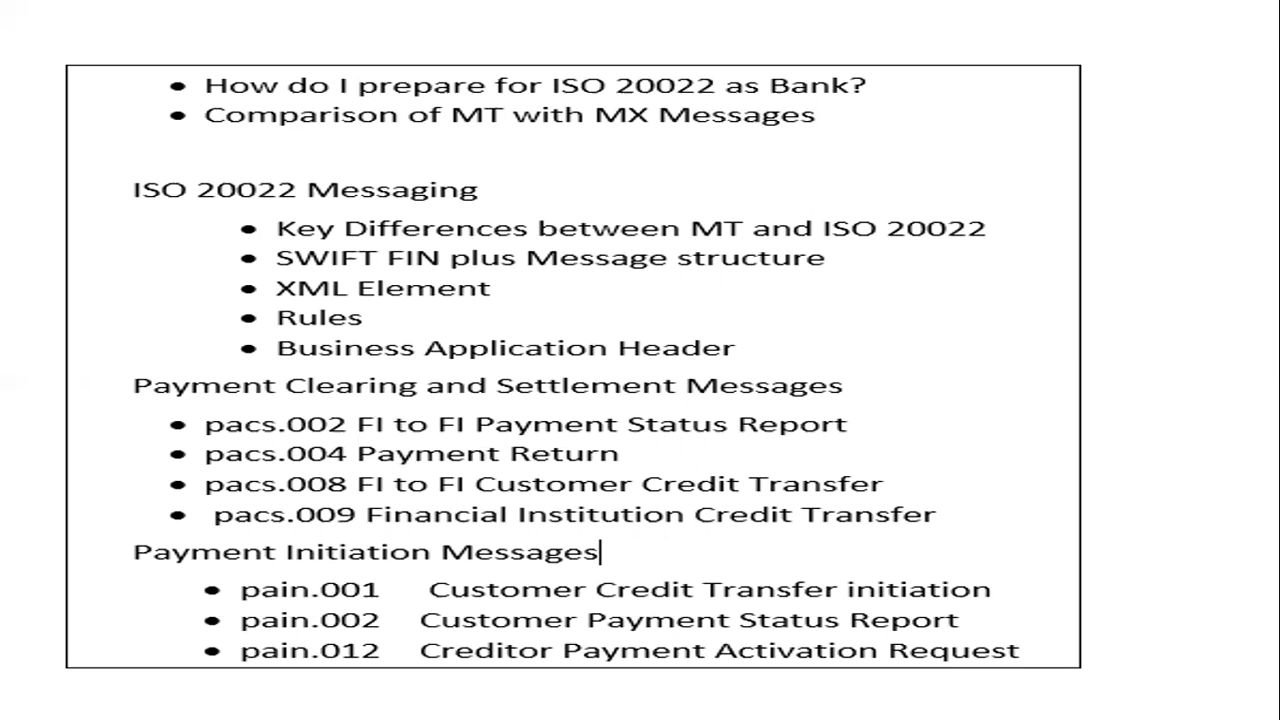 • How do I prepare for ISO 20022 as Bank?
• Comparison of MT with MX Messages
ISO 20022 Messaging
• Key Differences between MT and ISO 20022
• SWIFT FIN plus Message structure
• XML Element
• Rules
• Business Application Header
Payment Clearing and Settlement Messages
• pacs.002 FI to FI Payment Status Report
• pacs.004 Payment Return
• pacs.008 FI to FI Customer Credit Transfer
• pacs.009 Financial Institution Credit Transfer
Payment Initiation Messages
• pain.001 Customer Credit Transfer initiation
• pain.002 Customer Payment Status Report
• pain.012 Creditor Payment Activation Request